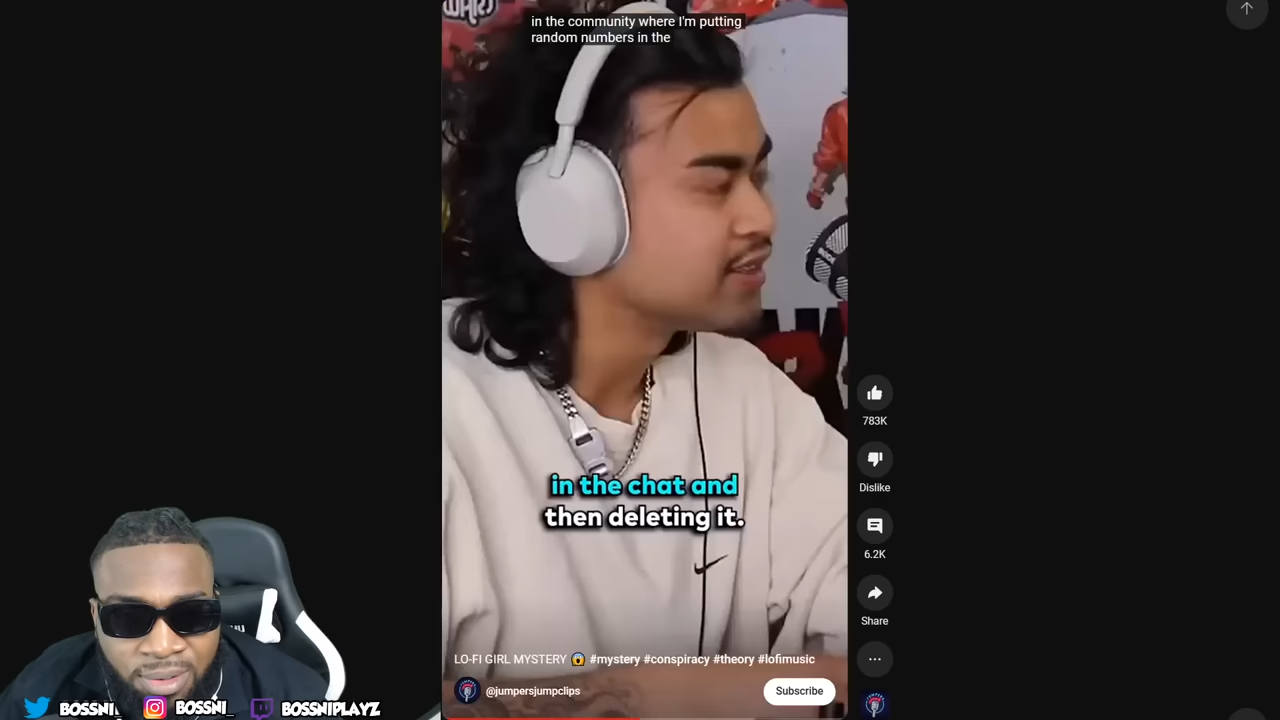 in the community where I'm putting
random numbers in the
in the chat and
then deleting it.
783K
Dislike
6.2K
Share
LO-FI GIRL MYSTERY 😱 #mystery #conspiracy #theory #lofimusic
@jumpersjumpclips
Subscribe
BOSSNI_
BOSSNI_
BOSSNIPLAYZ